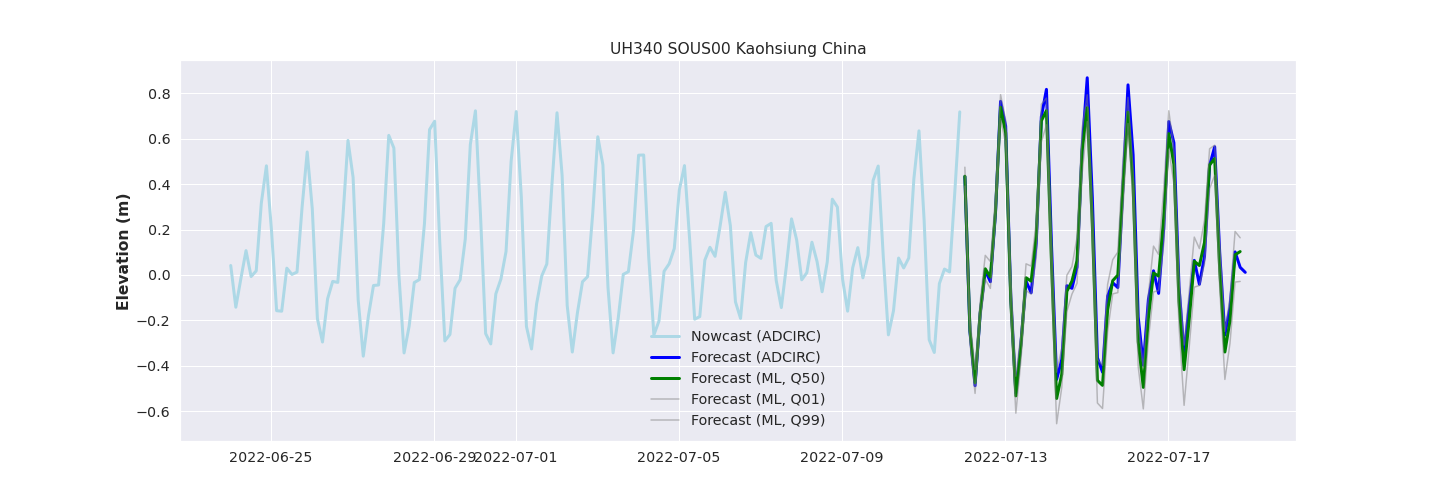 UH340 SOUS00 Kaohsiung China
Elevation (m)
0.8
0.6
0.4
0.2
0.0
−0.2
−0.4
−0.6
Nowcast (ADCIRC)
Forecast (ADCIRC)
Forecast (ML, Q50)
Forecast (ML, Q01)
Forecast (ML, Q99)
2022-06-25 2022-06-29 2022-07-01 2022-07-05 2022-07-09 2022-07-13 2022-07-17